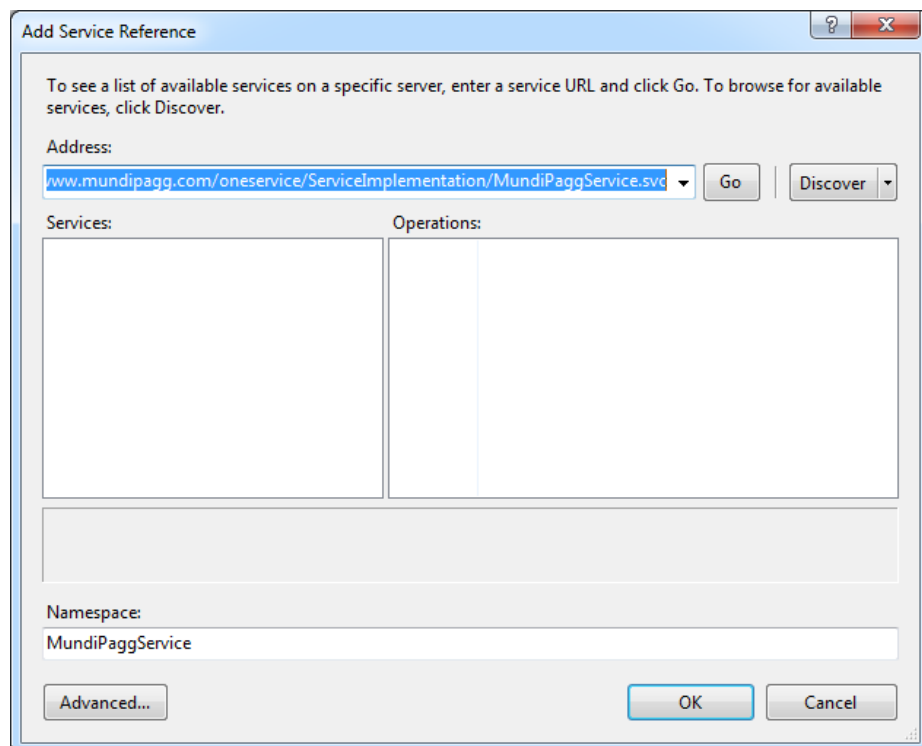 Add Service Reference
To see a list of available services on a specific server, enter a service URL and click Go. To browse for available
services, click Discover.
Address:
www.mundipagg.com/oneservice/ServiceImplementation/MundiPaggService.svc
Go
Discover
Services:
Operations:
Namespace:
MundiPaggService
Advanced...
OK
Cancel